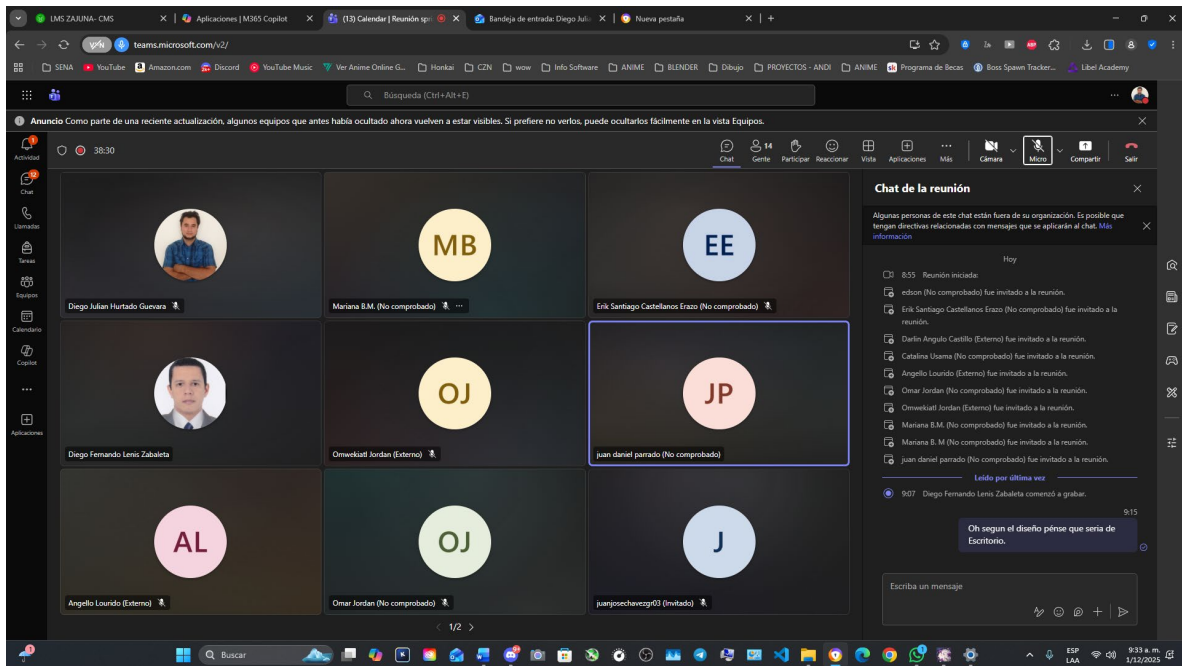 LMS ZAJUNA- CMS
Aplicaciones | M365 Copilot
(13) Calendar | Reunión spri
Bandeja de entrada: Diego Julia
Nueva pestaña
VPN
teams.microsoft.com/v2/
SENA
YouTube
Amazon.com
Discord
YouTube Music
Ver Anime Online G...
Honkai
CZN
wow
Info Software
ANIME
BLENDER
Dibujo
PROYECTOS - ANDI
ANIME
Programa de Becas
Boss Spawn Tracker...
Libel Academy
Búsqueda (Ctrl+Alt+E)
Anuncio Como parte de una reciente actualización, algunos equipos que antes había ocultado ahora vuelven a estar visibles. Si prefiere no verlos, puede ocultarlos fácilmente en la vista Equipos.
1
Actividad
12
Chat
Llamadas
Tareas
Equipos
Calendario
Copilot
Aplicaciones
38:30
Chat
14
Gente
Participar
Reaccionar
Vista
Aplicaciones
Más
Cámara
Micro
Compartir
Salir
Diego Julian Hurtado Guevara
MB
Mariana B.M. (No comprobado)
EE
Erik Santiago Castellanos Erazo (No comprobado)
Diego Fernando Lenis Zabaleta
OJ
Omwekiatl Jordan (Externo)
JP
juan daniel parrado (No comprobado)
AL
Angello Lourido (Externo)
OJ
Omar Jordan (No comprobado)
J
juanjosechavezgr03 (Invitado)
1/2
Chat de la reunión
Algunas personas de este chat están fuera de su organización. Es posible que
tengan directivas relacionadas con mensajes que se aplicarán al chat. Más
información
Hoy
8:55 Reunión iniciada:
edson (No comprobado) fue invitado a la reunión.
Erik Santiago Castellanos Erazo (No comprobado) fue invitado a la
reunión.
Darlin Angulo Castillo (Externo) fue invitado a la reunión.
Catalina Usama (No comprobado) fue invitado a la reunión.
Angello Lourido (Externo) fue invitado a la reunión.
Omar Jordan (No comprobado) fue invitado a la reunión.
Omwekiatl Jordan (Externo) fue invitado a la reunión.
Mariana B.M. (No comprobado) fue invitado a la reunión.
Mariana B. M (No comprobado) fue invitado a la reunión.
juan daniel parrado (No comprobado) fue invitado a la reunión.
Leído por última vez
9:07 Diego Fernando Lenis Zabaleta comenzó a grabar.
9:15
Oh segun el diseño pénse que seria de
Escritorio.
Escriba un mensaje
Buscar
ESP
LAA
9:33 a. m.
1/12/2025